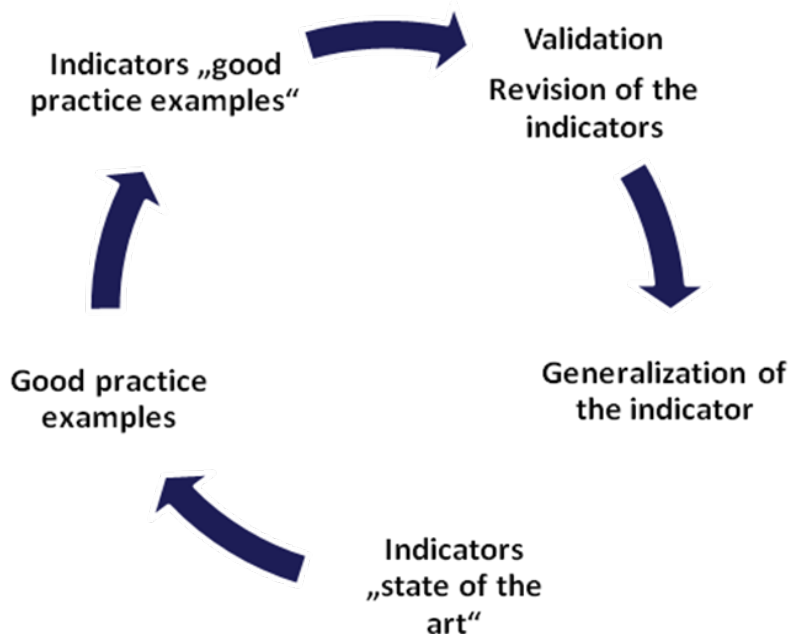 Indicators „good
practice examples“
Validation
Revision of the
indicators
Generalization of
the indicator
Indicators
„state of the
art“
Good practice
examples